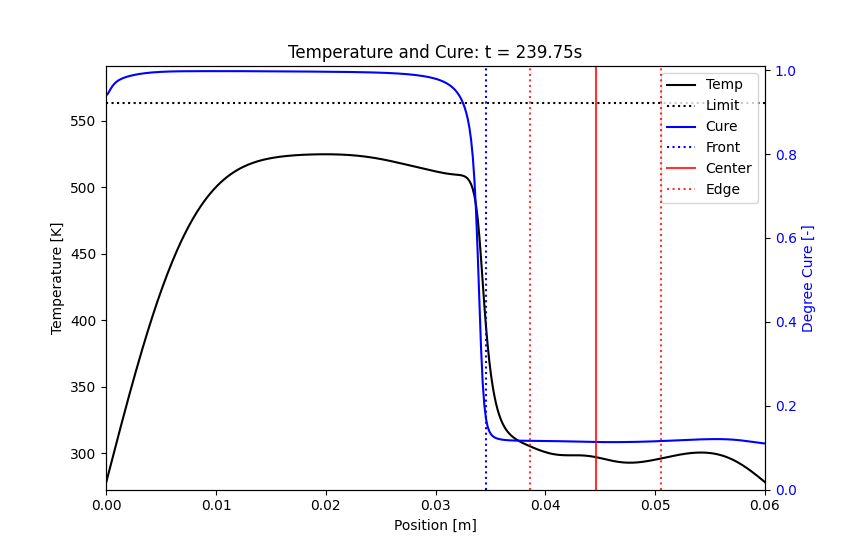 Temperature and Cure: t = 239.75s
Temp
Limit
Cure
Front
Center
Edge
550
500
450
400
350
300
Temperature [K]
1.0
0.8
0.6
0.4
0.2
0.0
Degree Cure [-]
0.00 0.01 0.02 0.03 0.04 0.05 0.06
Position [m]